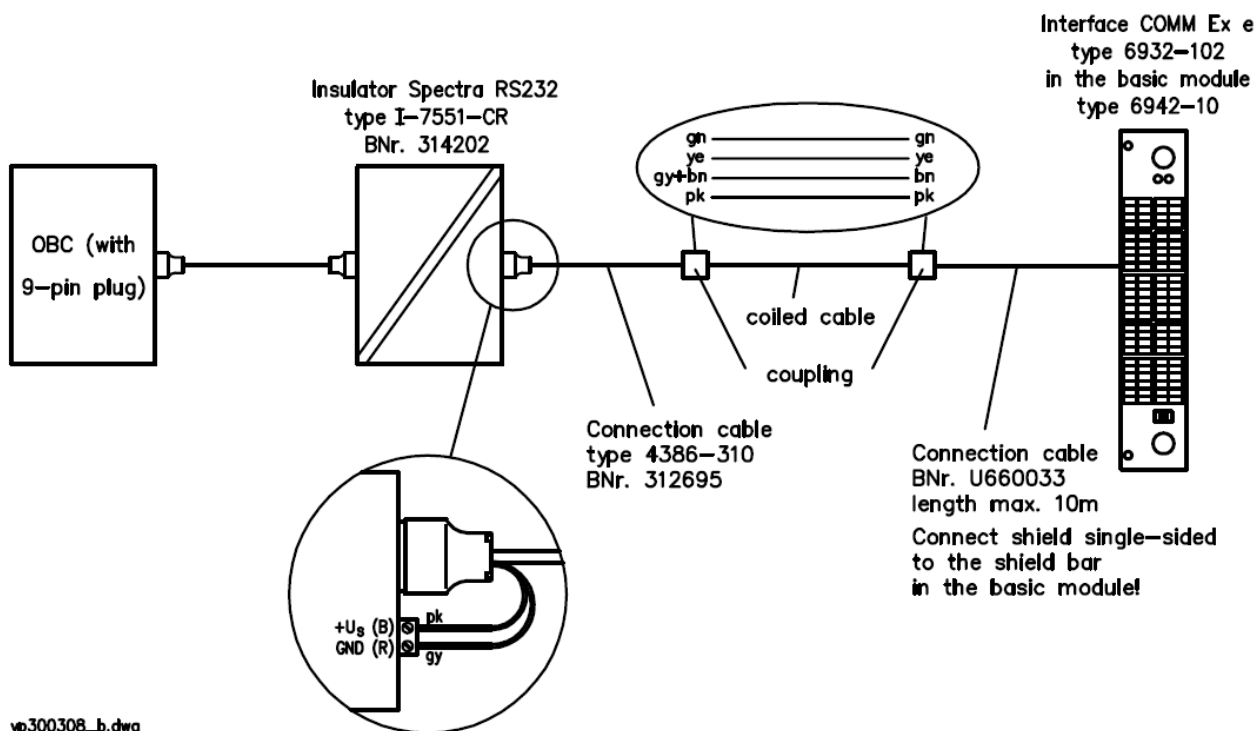 Interface COMM Ex e
type 6932-102
in the basic module
type 6942-10
Insulator Spectra RS232
type I-7551-CR
BNr. 314202
gn gn
ye ye
gy+bn bn
pk pk
OBC (with
9-pin plug)
coiled cable
coupling
Connection cable
type 4386-310
BNr. 312695
Connection cable
BNr. U660033
length max. 10m
Connect shield single-sided
to the shield bar
in the basic module!
+Us (B)
pk
GND (R)
gy
vp300308_b.dwg